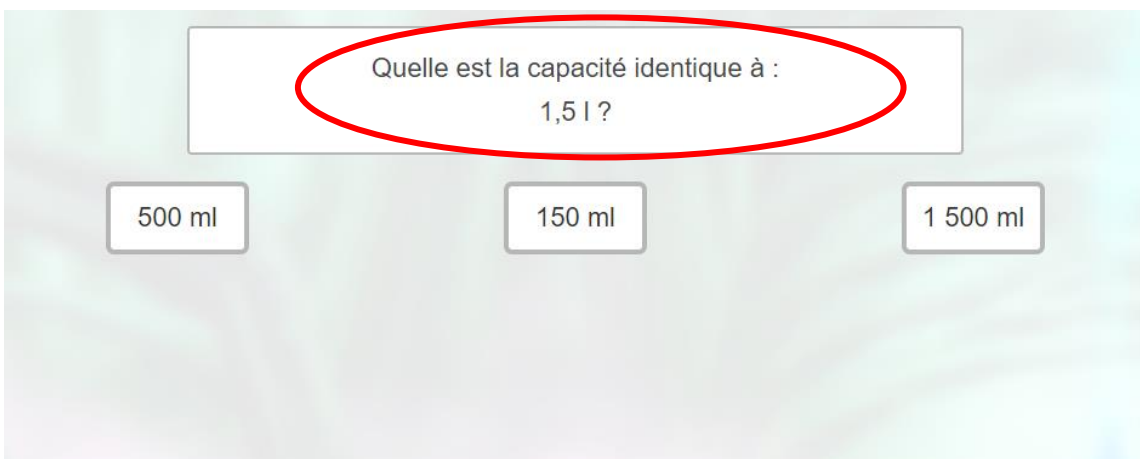 Quelle est la capacité identique à :
1,5 l ?
500 ml
150 ml
1 500 ml